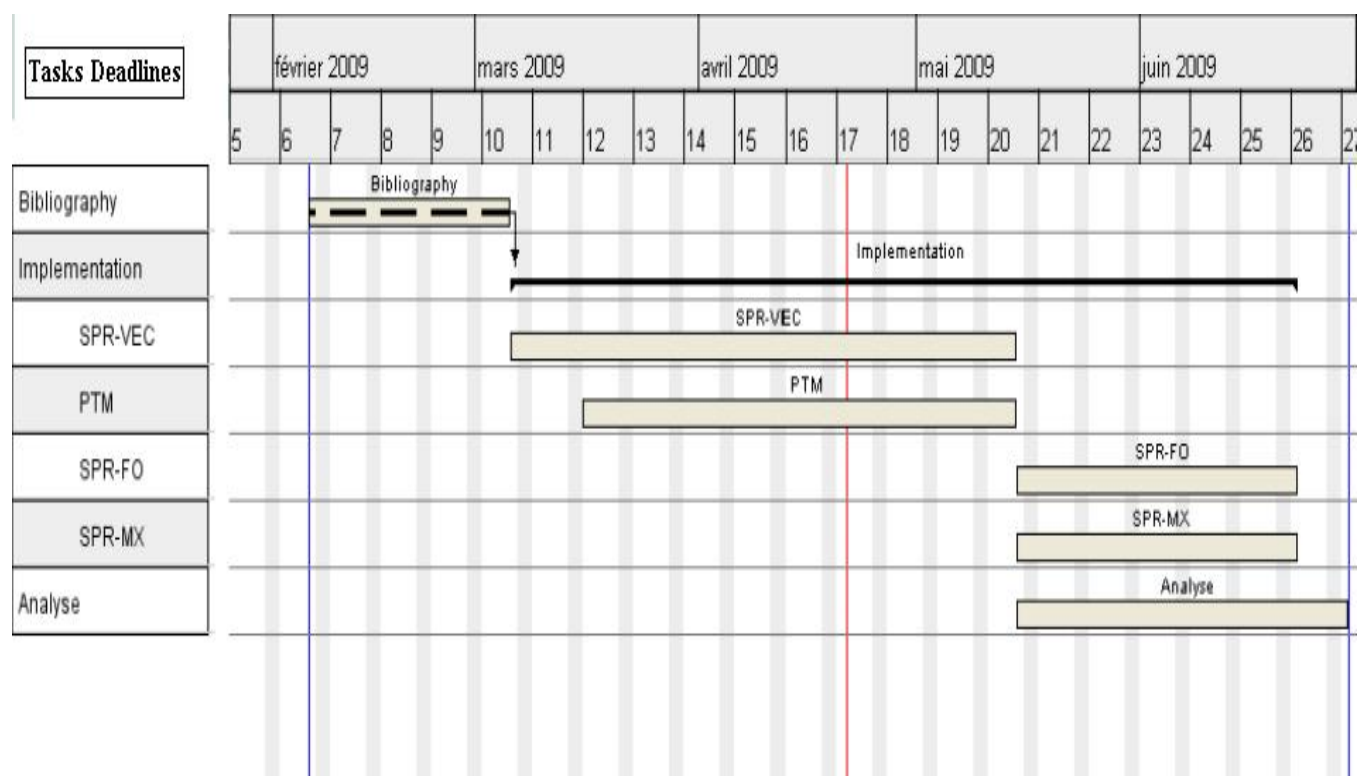 Tasks Deadlines
février 2009 mars 2009 avril 2009 mai 2009 juin 2009
5 6 7 8 9 10 11 12 13 14 15 16 17 18 19 20 21 22 23 24 25 26 27
Bibliography
Bibliography
Implementation
Implementation
SPR-VEC
SPR-VEC
PTM
PTM
SPR-FO
SPR-FO
SPR-MX
SPR-MX
Analyse
Analyse